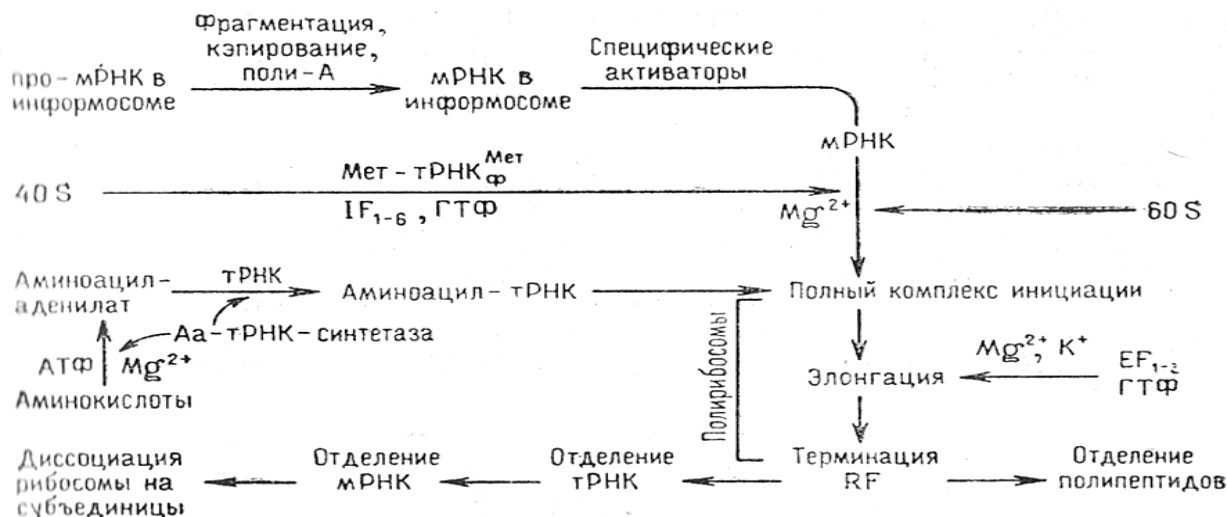 Фрагментация,
кэпирование,
поли-А
про-мРНК в
информосоме
мРНК в
информосоме
Специфические
активаторы
мРНК
40 S
Мет-тРНКфМет
IF1-6, ГТФ
Mg2+
60 S
Аминоацил-
аденилат
тРНК
Аминоацил-тРНК
Полный комплекс инициации
Аа-тРНК-синтетаза
АТФ
Mg2+
Аминокислоты
Полирибосомы
Элонгация
Mg2+, K+
EF1-2
ГТФ
Диссоциация
рибосомы на
субъединицы
Отделение
мРНК
Отделение
тРНК
Терминация
RF
Отделение
полипептидов